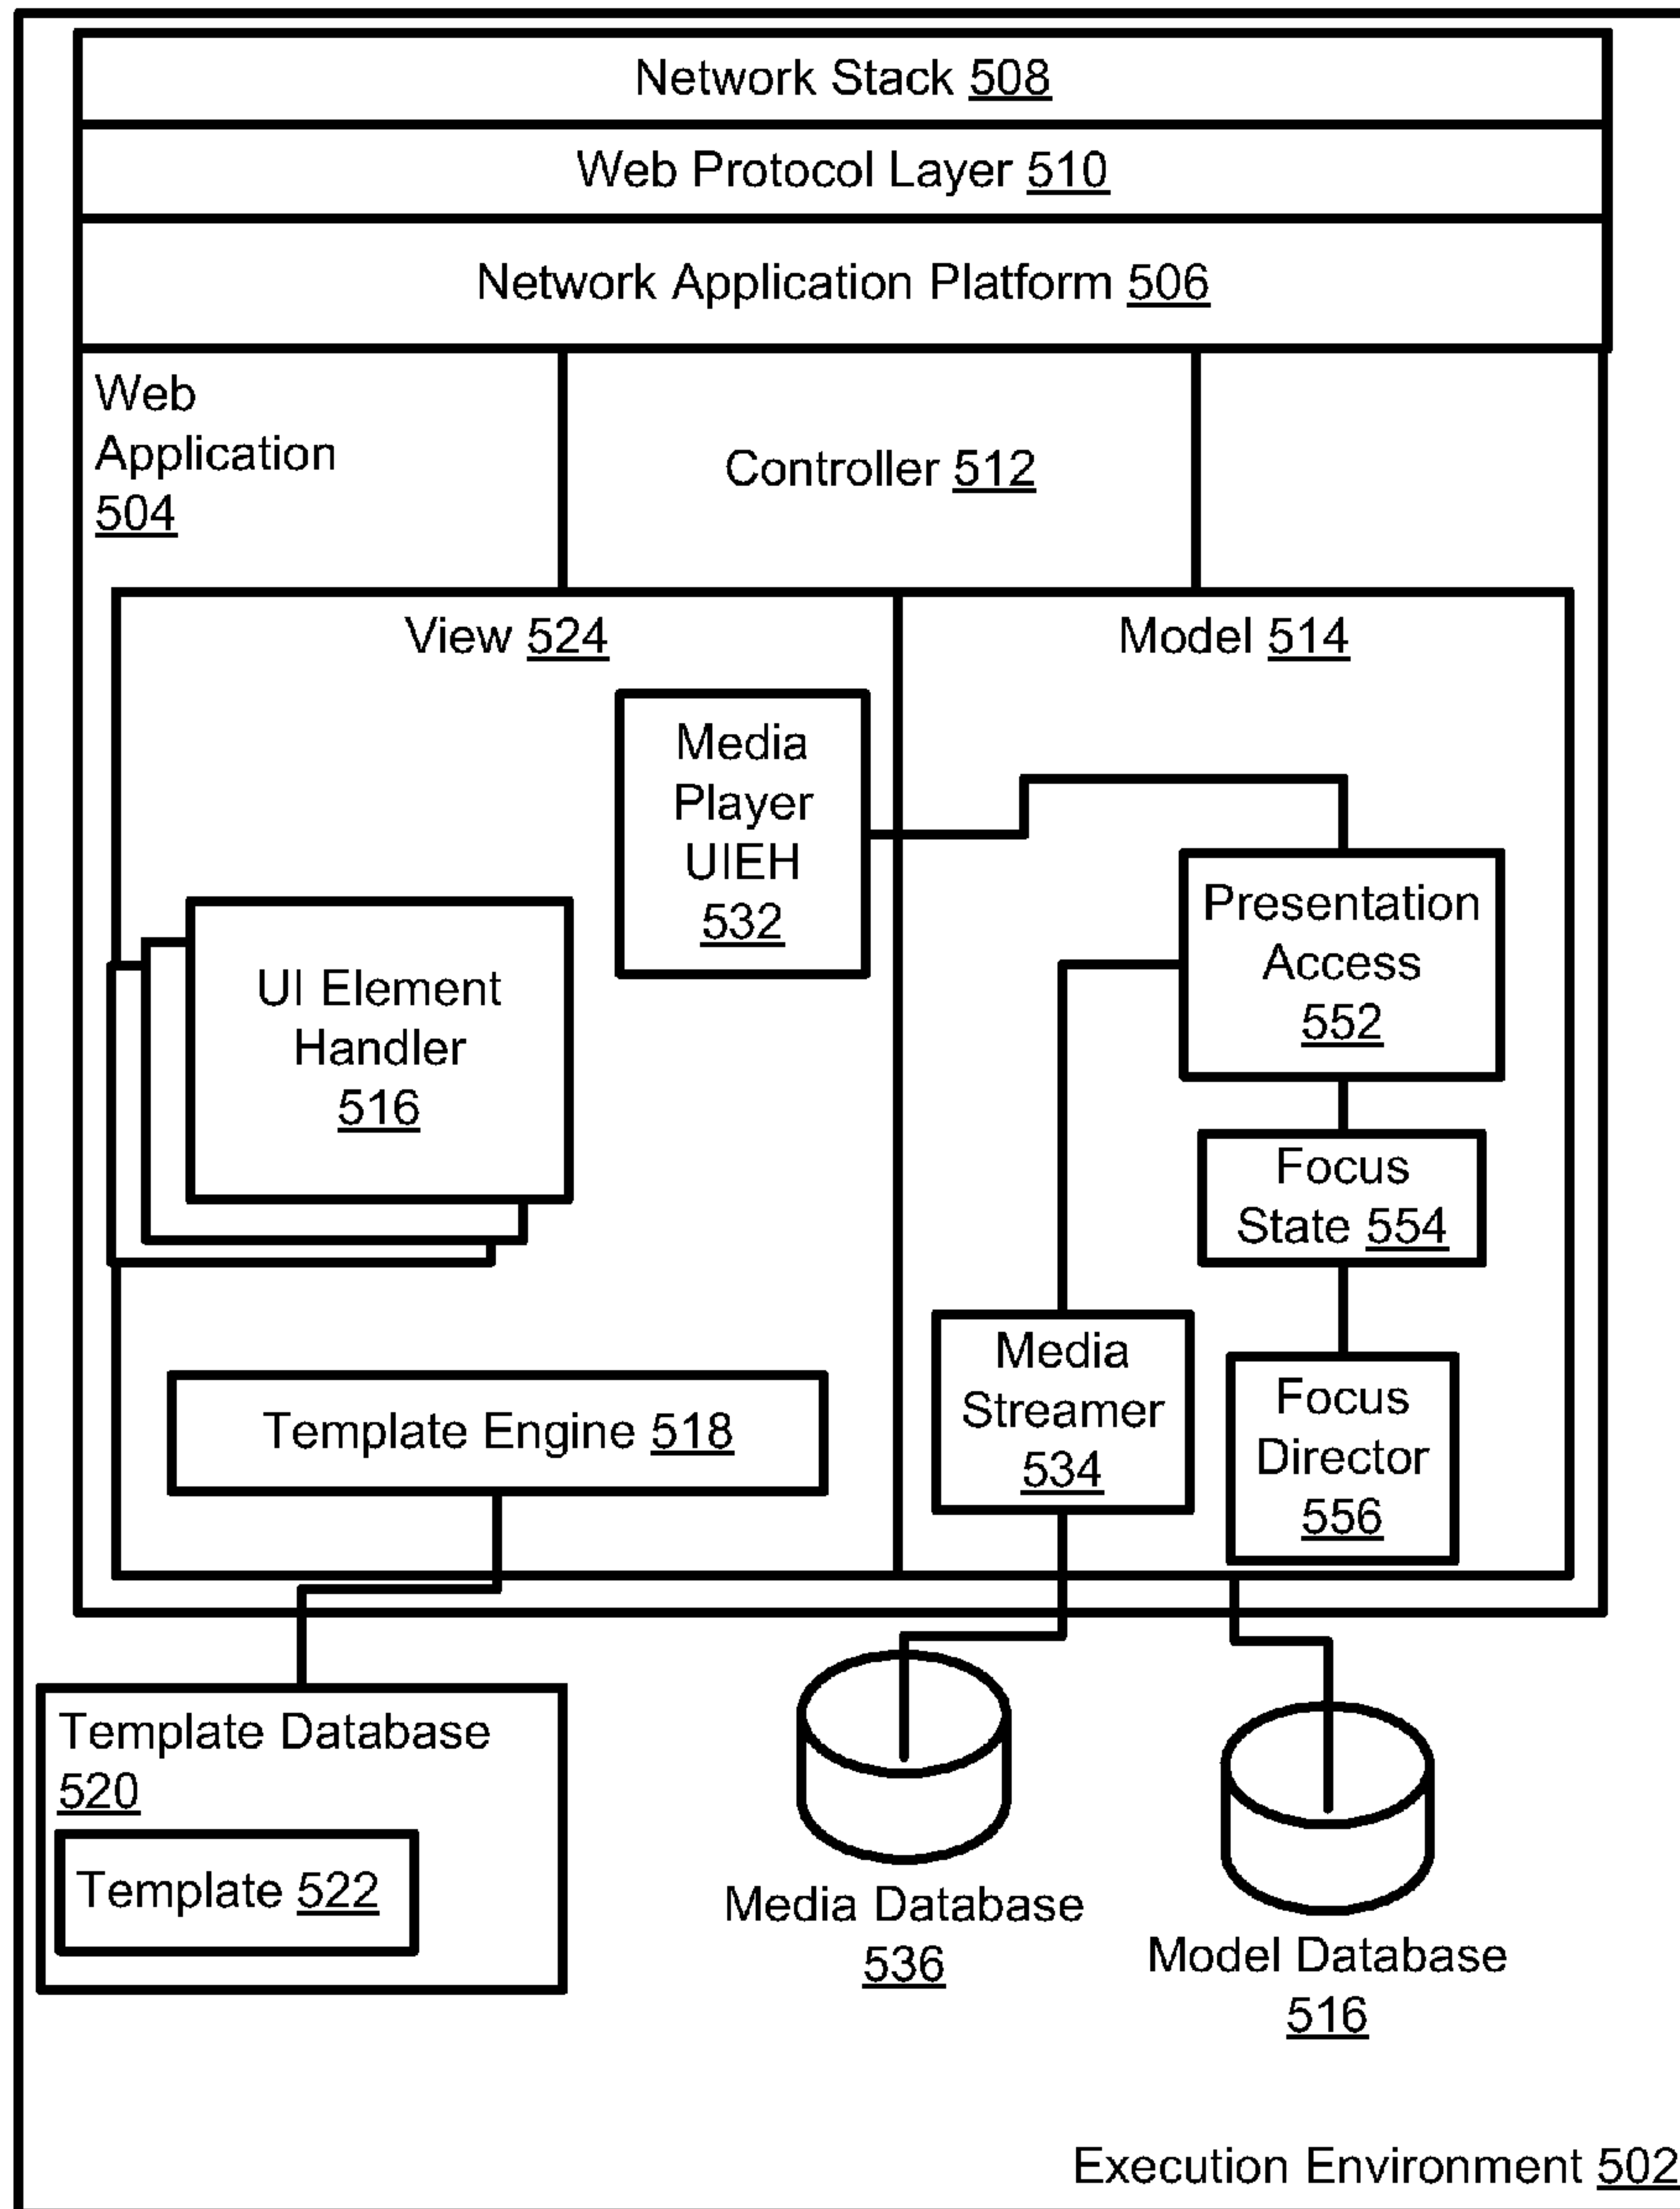 Network Stack 508
Web Protocol Layer 510
Network Application Platform 506
Web
Application
504
Controller 512
View 524
Model 514
Media
Player
UIEH
532
Presentation
Access
552
UI Element
Handler
516
Focus
State 554
Media
Streamer
534
Focus
Director
556
Template Engine 518
Template Database
520
Template 522
Media Database
536
Model Database
516
Execution Environment 502